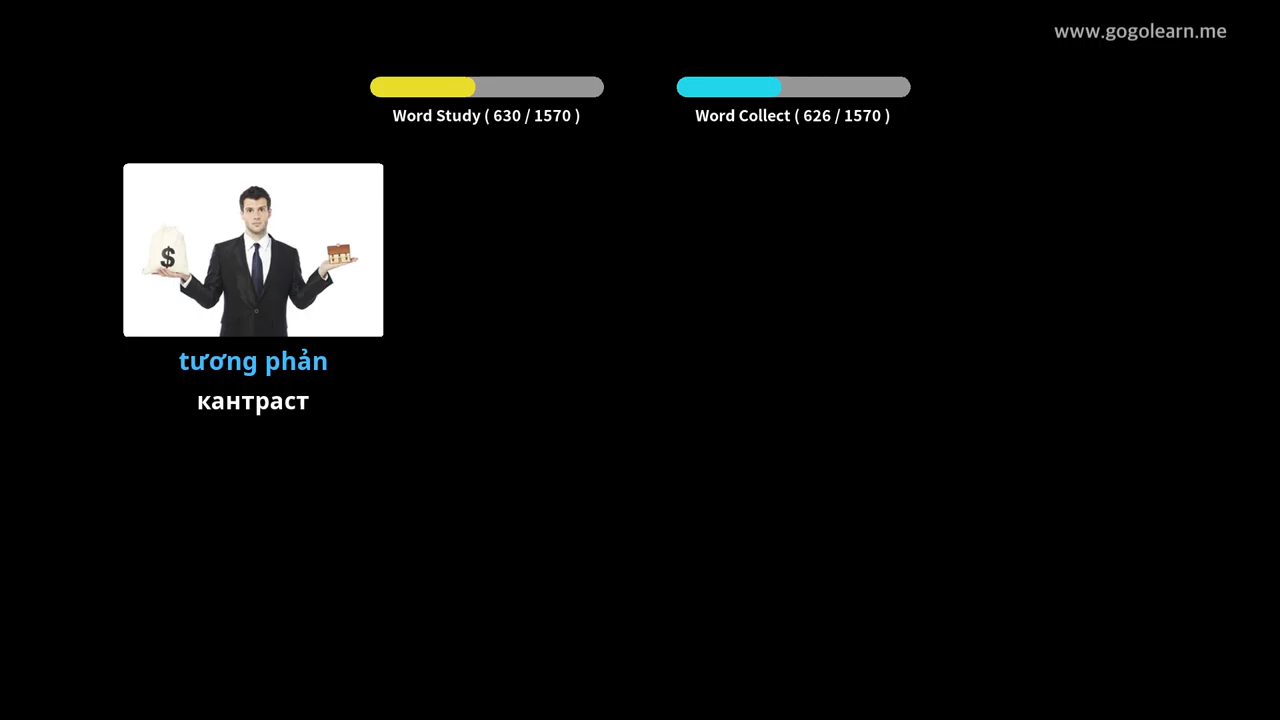 www.gogolearn.me
Word Study ( 630 / 1570 )
Word Collect ( 626 / 1570 )
$
tương phản
кантраст